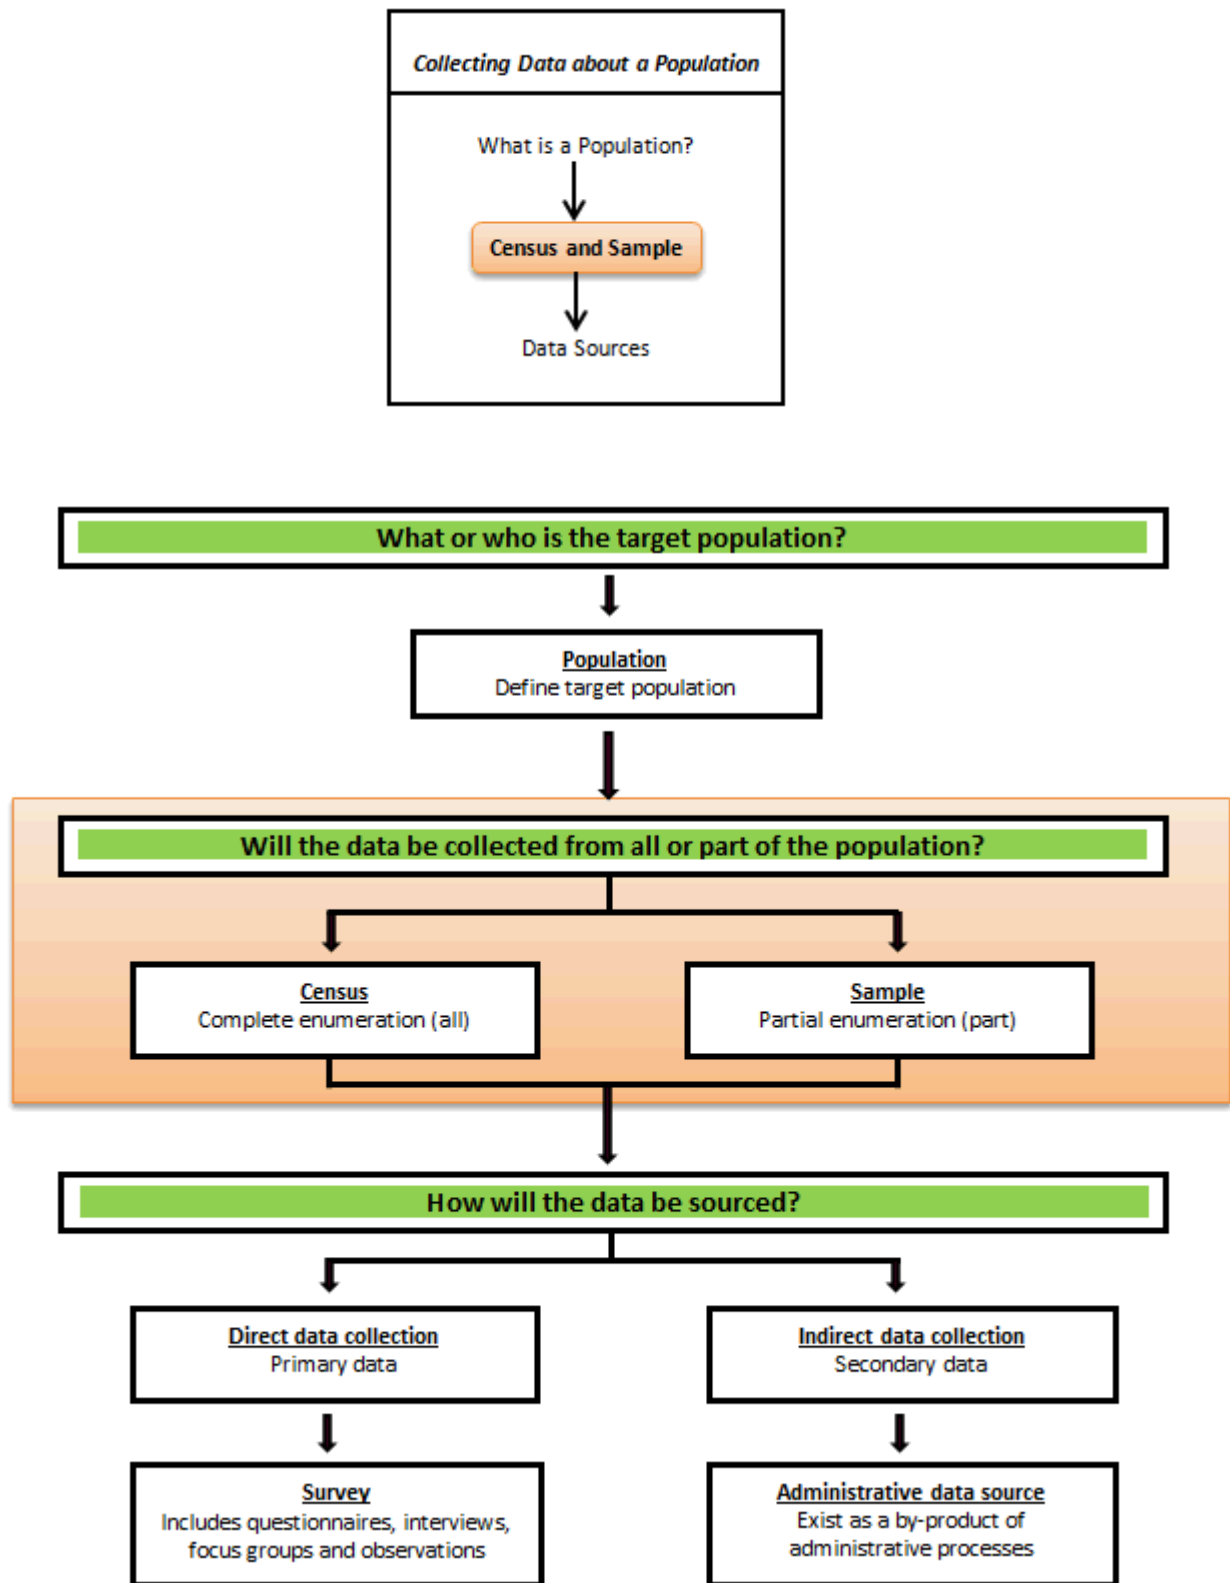 Collecting Data about a Population
What is a Population?
Census and Sample
Data Sources
What or who is the target population?
Population
Define target population
Will the data be collected from all or part of the population?
Census
Complete enumeration (all)
Sample
Partial enumeration (part)
How will the data be sourced?
Direct data collection
Primary data
Indirect data collection
Secondary data
Survey
Includes questionnaires, interviews,
focus groups and observations
Administrative data source
Exist as a by-product of
administrative processes